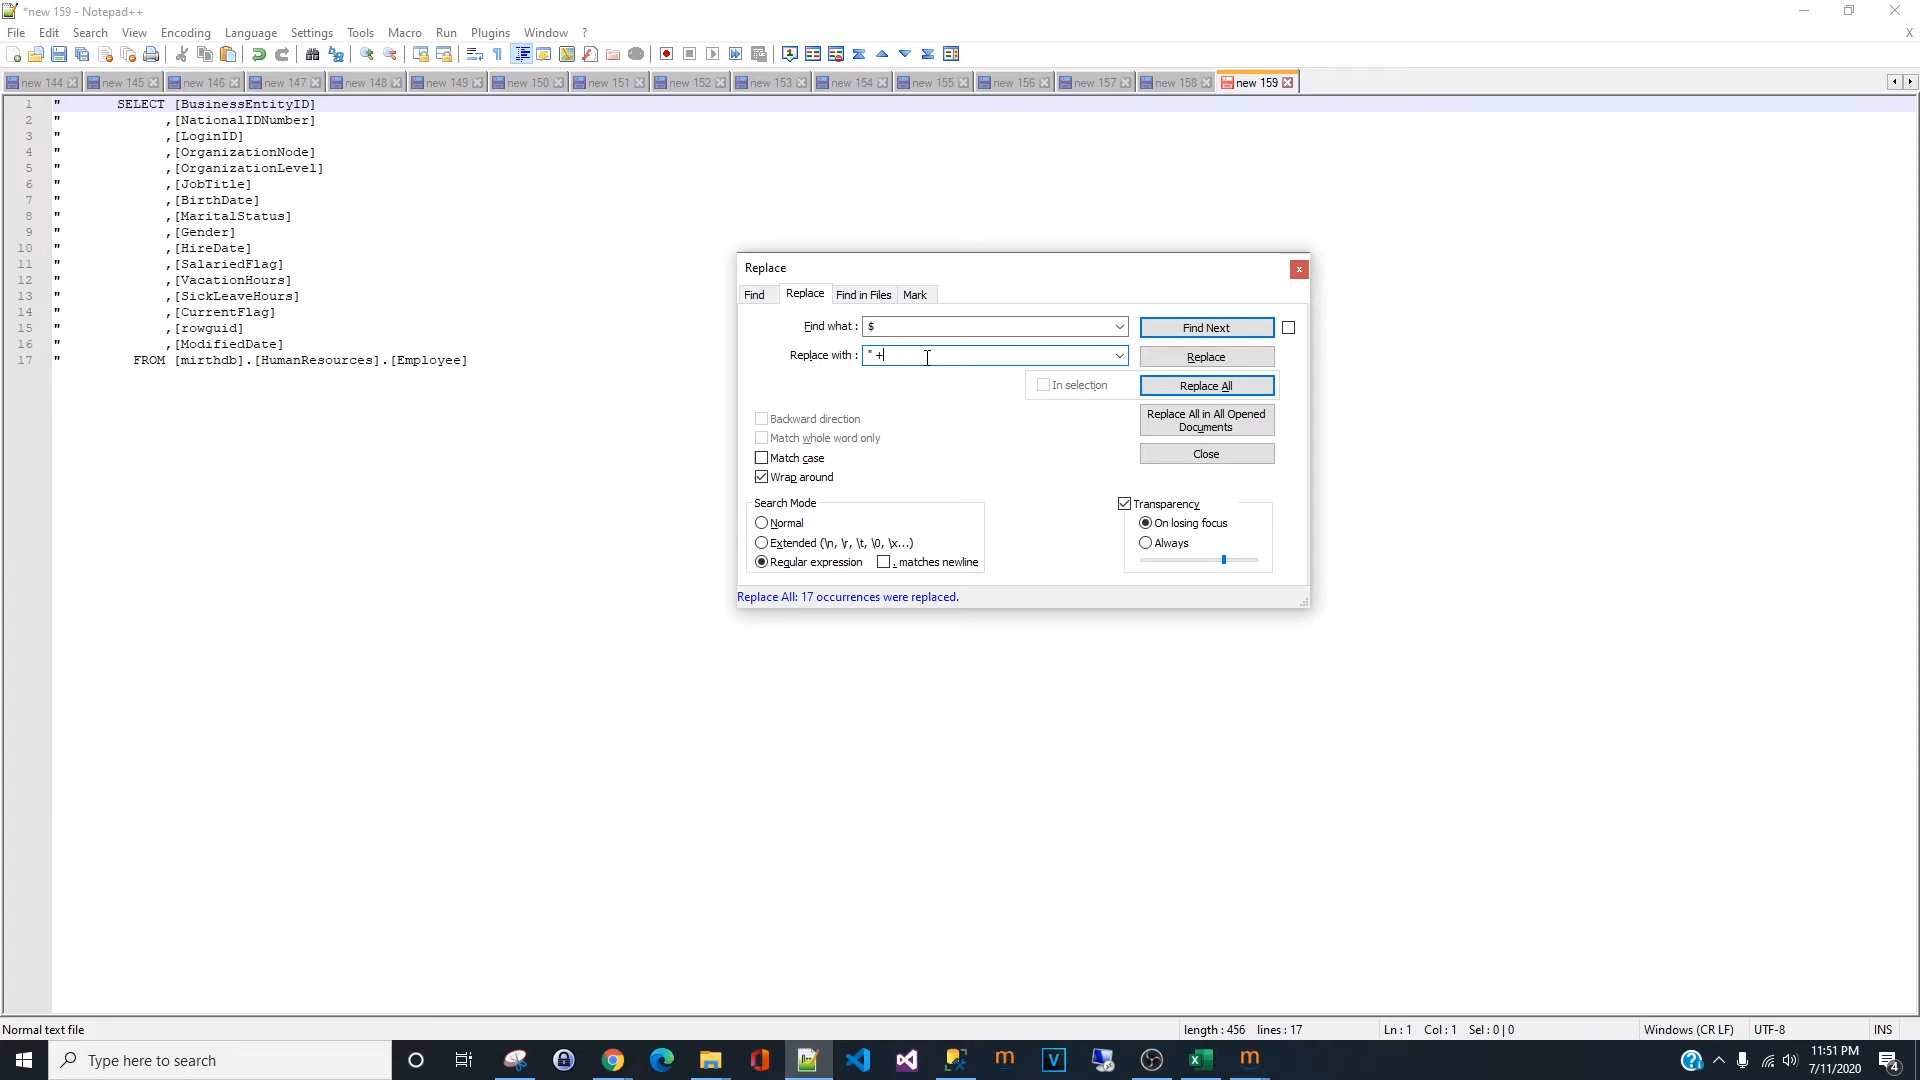 *new 159 - Notepad++
File Edit Search View Encoding Language Settings Tools Macro Run Plugins Window ? X
new 144 new 145 new 146 new 147 new 148 new 149 new 150 new 151 new 152 new 153 new 154 new 155 new 156 new 157 new 158 new 159
1 " SELECT [BusinessEntityID]
2 " ,[NationalIDNumber]
3 " ,[LoginID]
4 " ,[OrganizationNode]
5 " ,[OrganizationLevel]
6 " ,[JobTitle]
7 " ,[BirthDate]
8 " ,[MaritalStatus]
9 " ,[Gender]
10 " ,[HireDate]
11 " ,[SalariedFlag]
12 " ,[VacationHours]
13 " ,[SickLeaveHours]
14 " ,[CurrentFlag]
15 " ,[rowguid]
16 " ,[ModifiedDate]
17 " FROM [mirthdb].[HumanResources].[Employee]
Replace
Find Replace Find in Files Mark
Find what : $ Find Next
Replace with : " + Replace
In selection Replace All
Replace All in All Opened
Documents
Backward direction
Match whole word only
Close
Match case
Wrap around
Search Mode
Transparency
Normal
On losing focus
Extended (\n, \r, \t, \0, \x...)
Always
Regular expression . matches newline
Replace All: 17 occurrences were replaced.
Normal text file length : 456 lines : 17 Ln : 1 Col : 1 Sel : 0 | 0 Windows (CR LF) UTF-8 INS
Type here to search
11:51 PM
7/11/2020
4